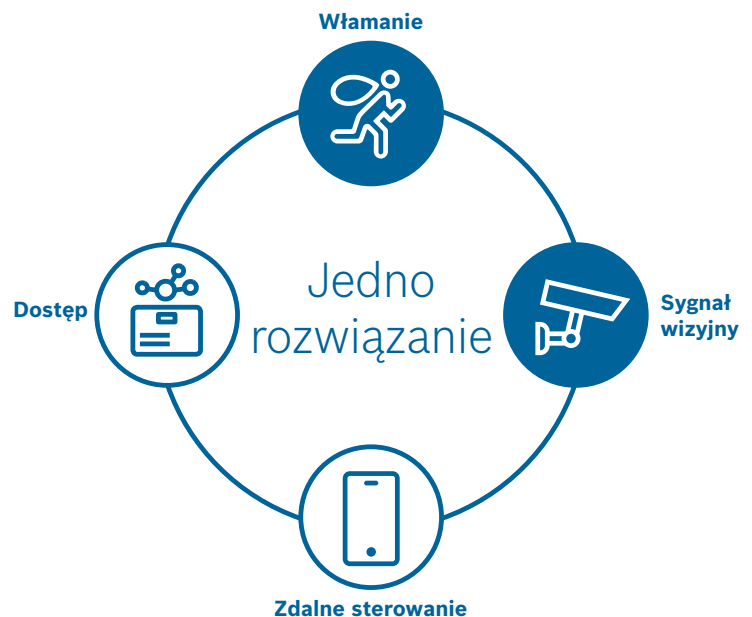 Włamanie
Jedno
rozwiązanie
Dostęp
Sygnał
wizyjny
Zdalne sterowanie